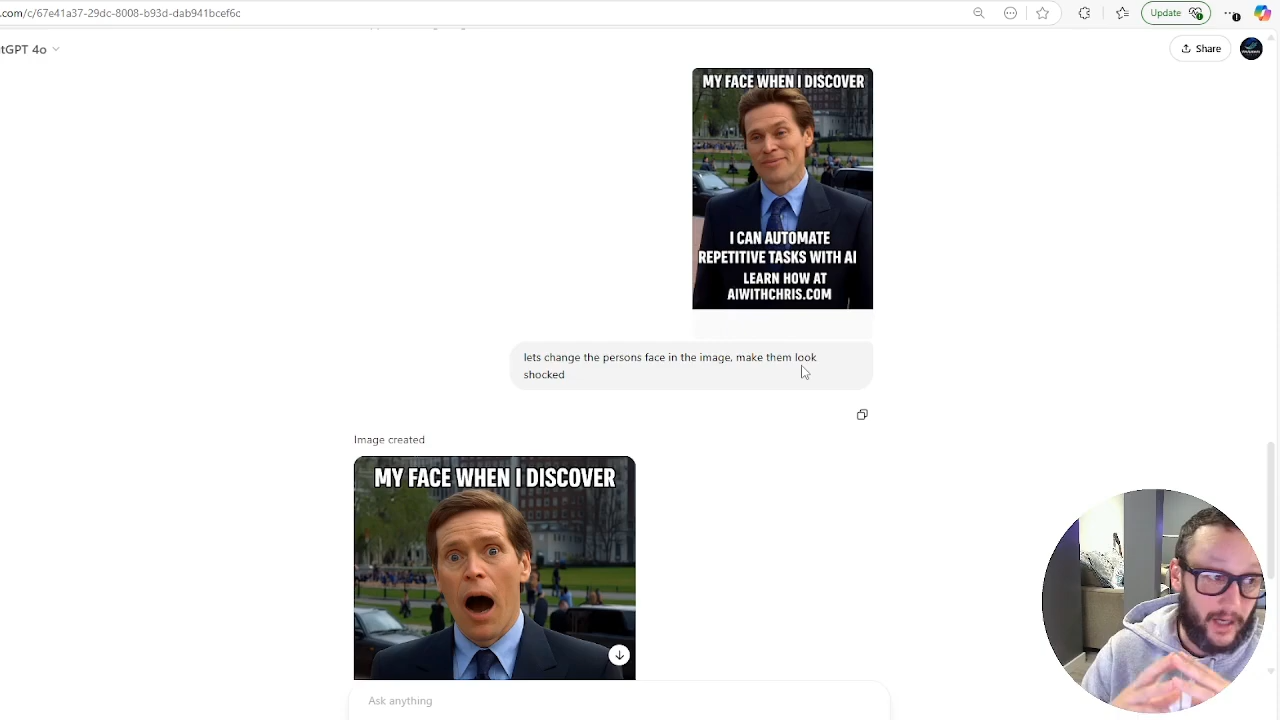 .com/c/67e41a37-29dc-8008-b93d-dab941bcef6c
Update
tGPT 4o
Share
MY FACE WHEN I DISCOVER
I CAN AUTOMATE
REPETITIVE TASKS WITH AI
LEARN HOW AT
AIWITHCHRIS.COM
lets change the persons face in the image, make them look
shocked
Image created
MY FACE WHEN I DISCOVER
Ask anything